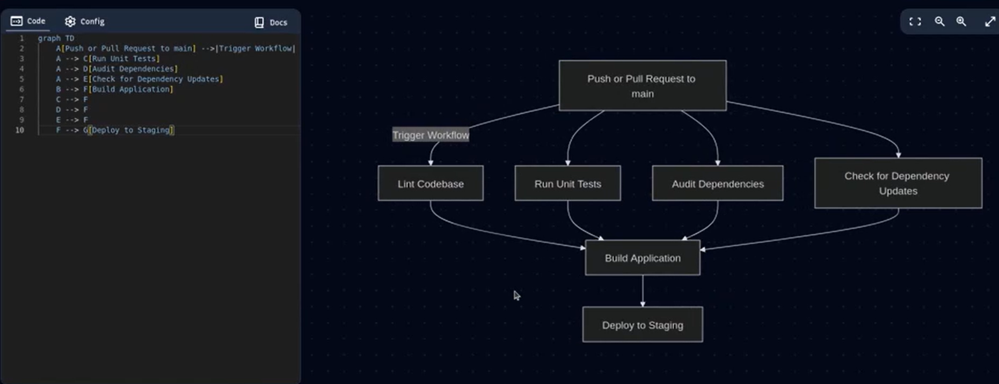 Code
Config
Docs
1 graph TD
2 A[Push or Pull Request to main] -->|Trigger Workflow|
3 A --> C[Run Unit Tests]
4 A --> D[Audit Dependencies]
5 A --> E[Check for Dependency Updates]
6 B --> F[Build Application]
7 C --> F
8 D --> F
9 E --> F
10 F --> G[Deploy to Staging]
Push or Pull Request to
main
Trigger Workflow
Lint Codebase
Run Unit Tests
Audit Dependencies
Check for Dependency
Updates
Build Application
Deploy to Staging